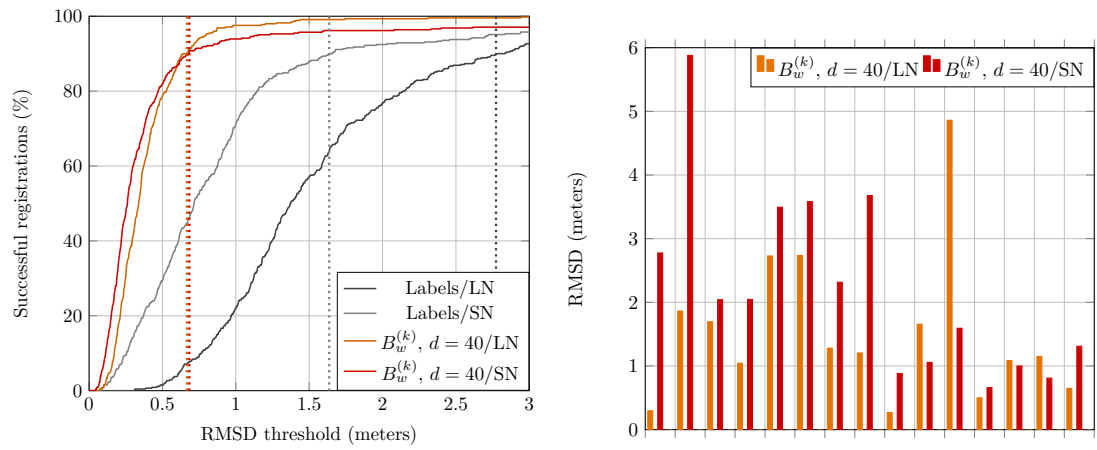 Successful registrations (%)
100
80
60
40
20
0
0 0.5 1 1.5 2 2.5 3
RMSD threshold (meters)
Labels/LN
Labels/SN
B_w^{(k)}, d = 40/LN
B_w^{(k)}, d = 40/SN
RMSD (meters)
6
5
4
3
2
1
0
B_w^{(k)}, d = 40/LN B_w^{(k)}, d = 40/SN